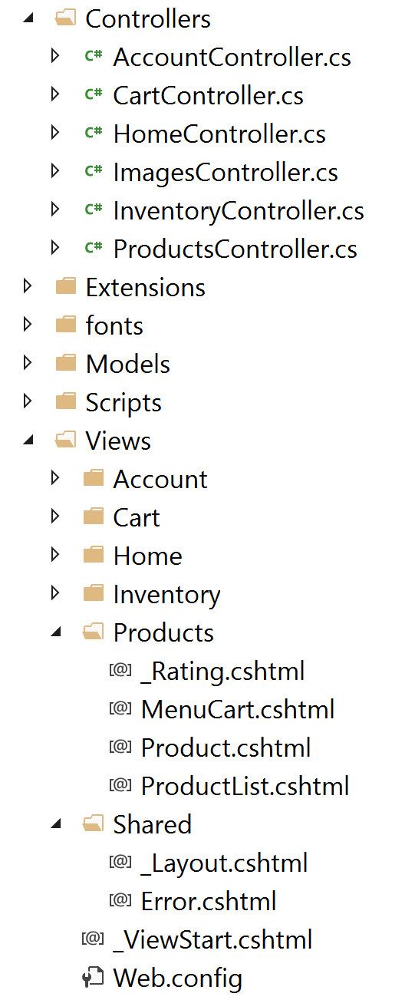 Controllers
C# AccountController.cs
C# CartController.cs
C# HomeController.cs
C# ImagesController.cs
C# InventoryController.cs
C# ProductsController.cs
Extensions
fonts
Models
Scripts
Views
Account
Cart
Home
Inventory
Products
[@] _Rating.cshtml
[@] MenuCart.cshtml
[@] Product.cshtml
[@] ProductList.cshtml
Shared
[@] _Layout.cshtml
[@] Error.cshtml
[@] _ViewStart.cshtml
Web.config